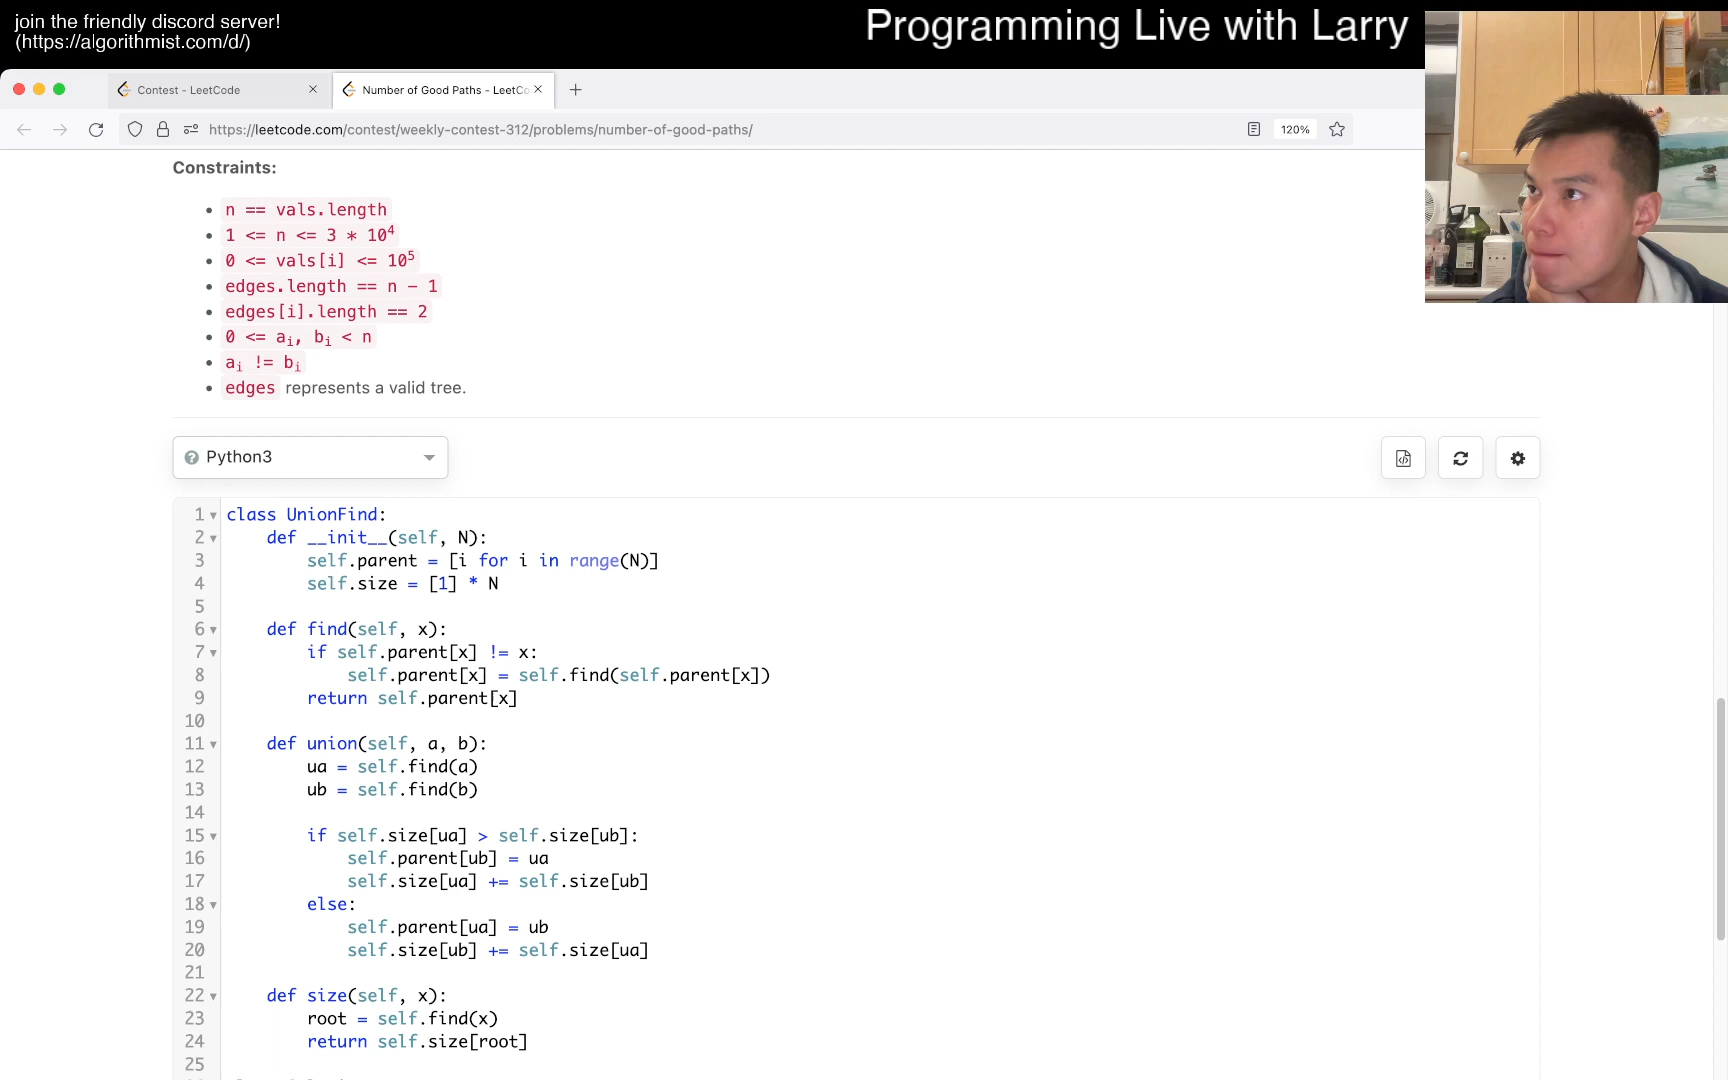 join the friendly discord server!
(https://algorithmist.com/d/)
Programming Live with Larry
Contest - LeetCode
Number of Good Paths - LeetCo
https://leetcode.com/contest/weekly-contest-312/problems/number-of-good-paths/
120%
Constraints:
n == vals.length
1 <= n <= 3 * 10⁴
0 <= vals[i] <= 10⁵
edges.length == n - 1
edges[i].length == 2
0 <= aᵢ, bᵢ < n
aᵢ != bᵢ
edges represents a valid tree.
Python3
1 class UnionFind:
2     def __init__(self, N):
3         self.parent = [i for i in range(N)]
4         self.size = [1] * N
5
6     def find(self, x):
7         if self.parent[x] != x:
8             self.parent[x] = self.find(self.parent[x])
9         return self.parent[x]
10
11     def union(self, a, b):
12         ua = self.find(a)
13         ub = self.find(b)
14
15         if self.size[ua] > self.size[ub]:
16             self.parent[ub] = ua
17             self.size[ua] += self.size[ub]
18         else:
19             self.parent[ua] = ub
20             self.size[ub] += self.size[ua]
21
22     def size(self, x):
23         root = self.find(x)
24         return self.size[root]
25